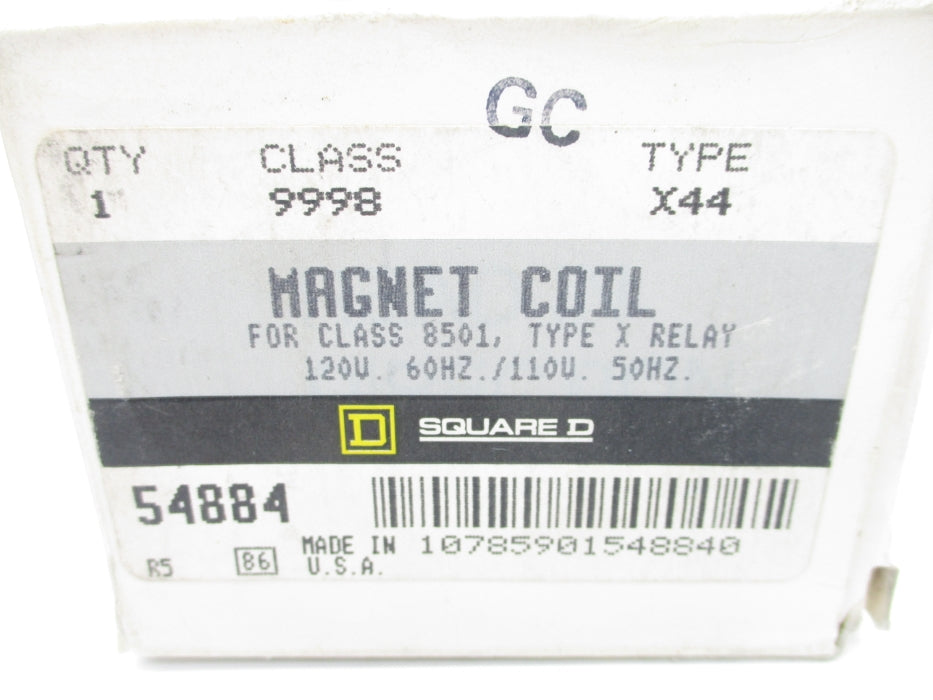 GC
QTY CLASS TYPE
1 9998 X44
MAGNET COIL
FOR CLASS 8501, TYPE X RELAY
120V. 60HZ./110V. 50HZ.
D SQUARE D
54884
MADE IN 10785901548840
R5 B6 U.S.A.